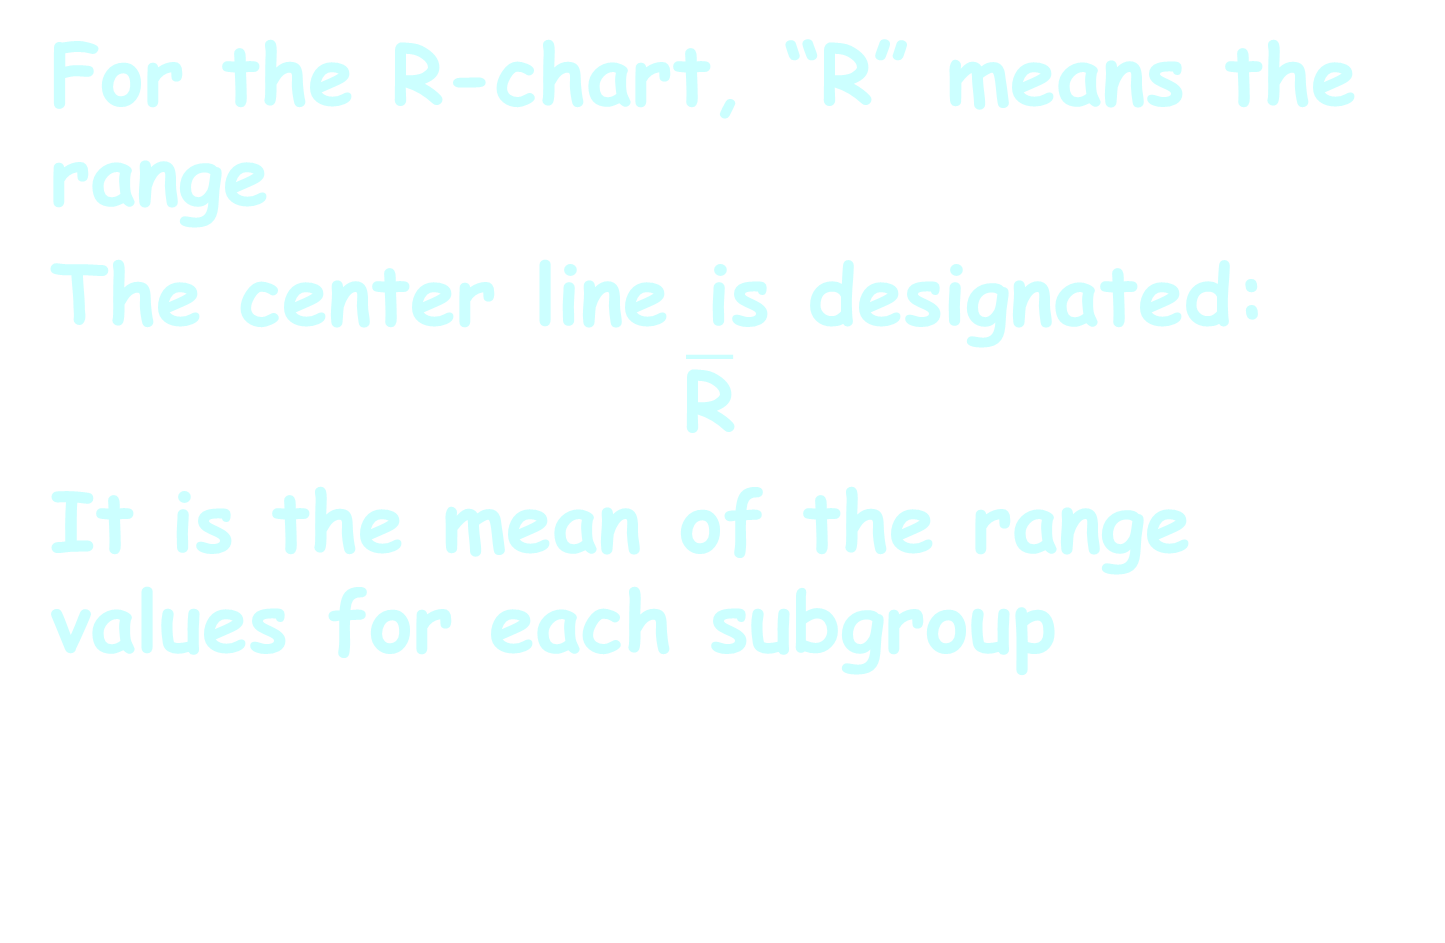 For the R-chart, “R” means the
range
The center line is designated:
R̅
It is the mean of the range
values for each subgroup